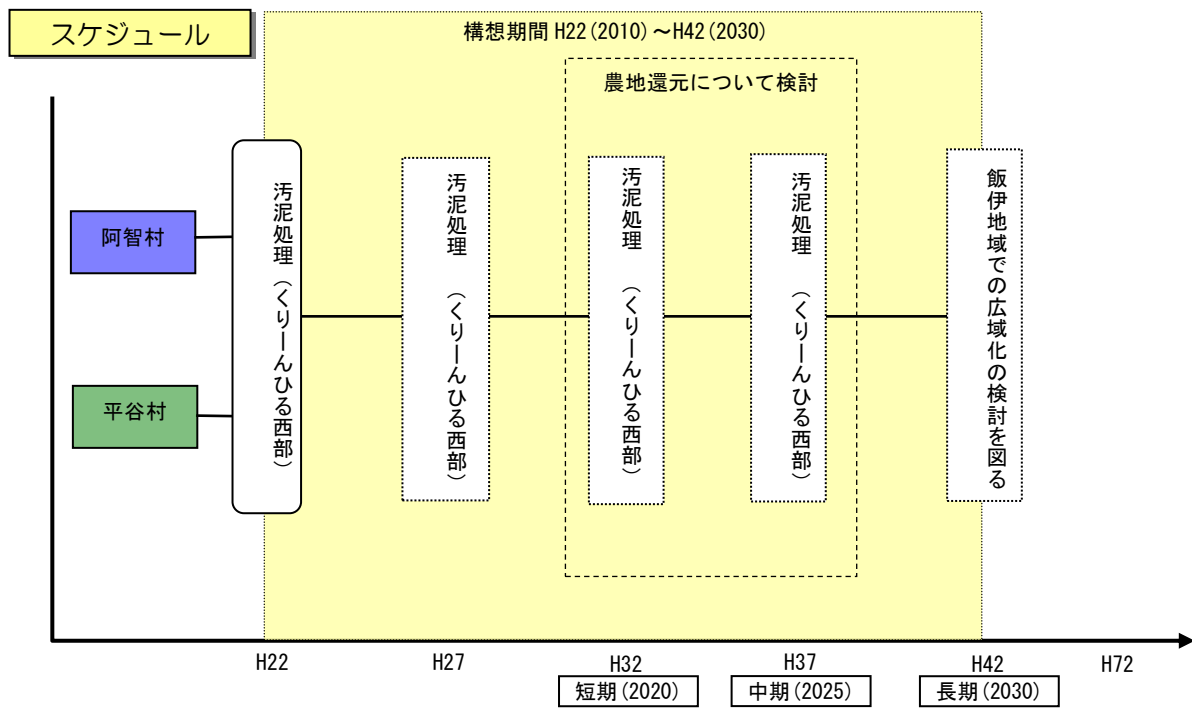 スケジュール
構想期間 H22(2010)～H42(2030)
農地還元について検討
阿智村
平谷村
汚泥処理（くりーんひる西部）
汚泥処理　（くりーんひる西部）
汚泥処理　（くりーんひる西部）
汚泥処理　（くりーんひる西部）
飯伊地域での広域化の検討を図る
H22
H27
H32
H37
H42
H72
短期(2020)
中期(2025)
長期(2030)